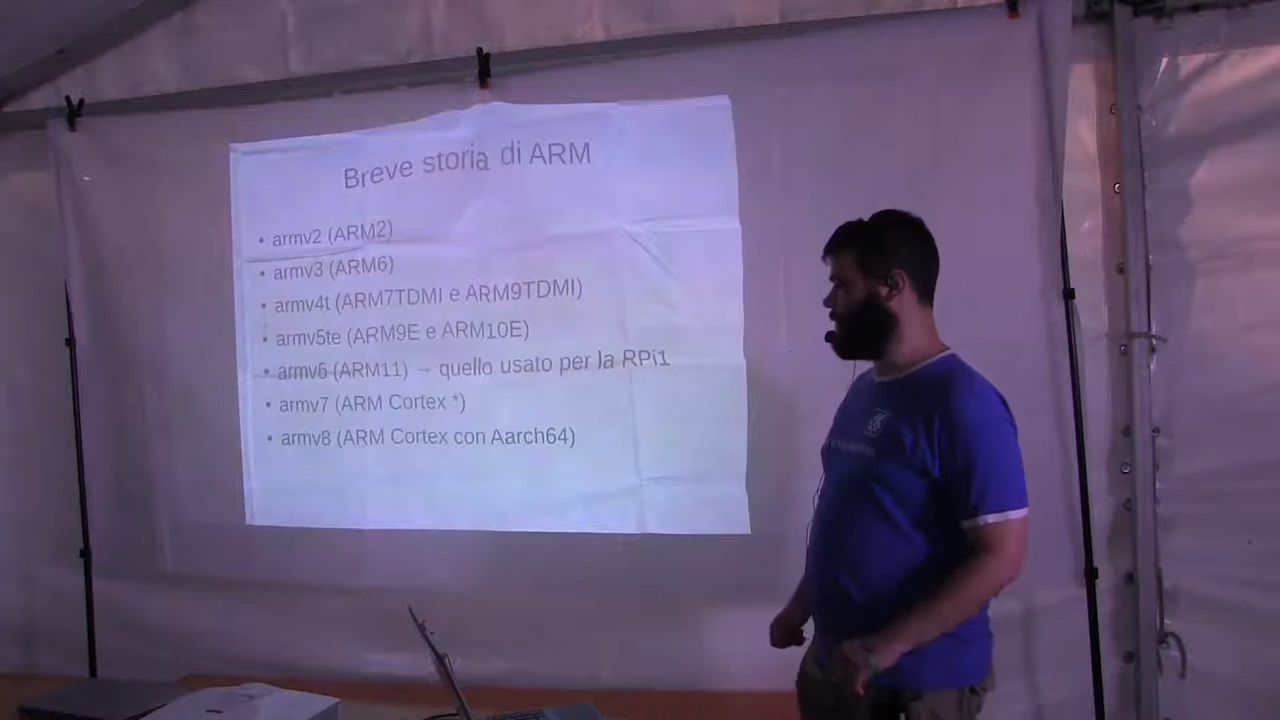 Breve storia di ARM
• armv2 (ARM2)
• armv3 (ARM6)
• armv4t (ARM7TDMI e ARM9TDMI)
• armv5te (ARM9E e ARM10E)
• armv6 (ARM11) → quello usato per la RPi1
• armv7 (ARM Cortex *)
• armv8 (ARM Cortex con Aarch64)